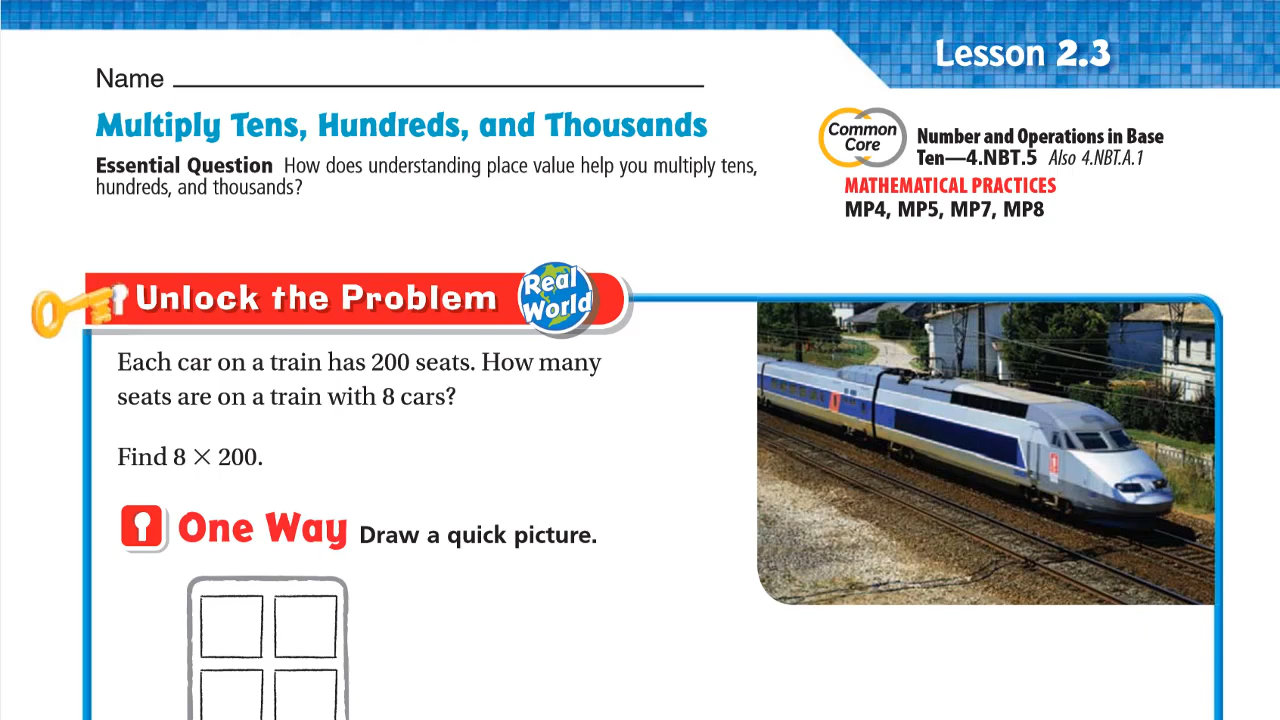 Lesson 2.3
Name
Multiply Tens, Hundreds, and Thousands
Essential Question How does understanding place value help you multiply tens,
hundreds, and thousands?
Common
Core
Number and Operations in Base
Ten—4.NBT.5 Also 4.NBT.A.1
MATHEMATICAL PRACTICES
MP4, MP5, MP7, MP8
Unlock the Problem
Real
World
Each car on a train has 200 seats. How many
seats are on a train with 8 cars?
Find 8 × 200.
One Way Draw a quick picture.